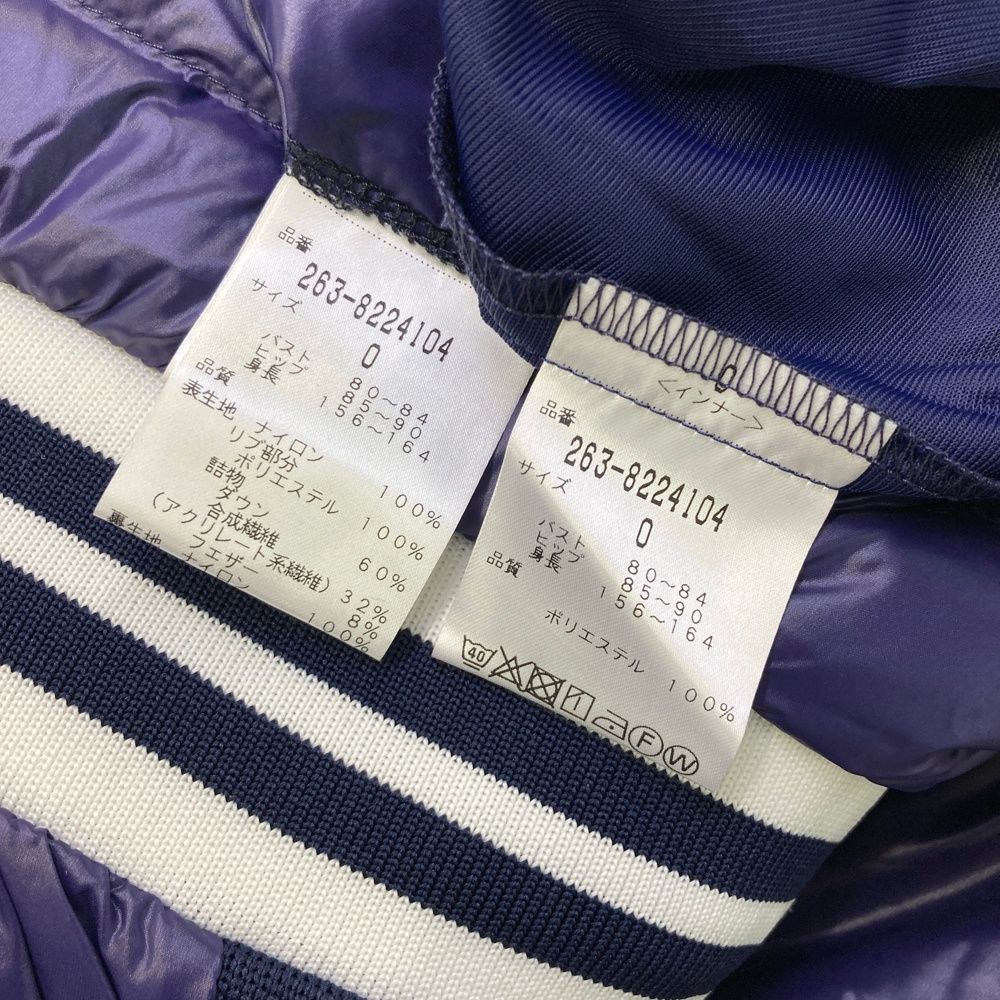 品番
263-8224104
サイズ
0
バスト 80~84
ヒップ 85~90
身長 156~164
品質
表生地
ナイロン 100%
リブ部分
ポリエステル 100%
詰物
ダウン 60%
合成繊維
(アクリレート系繊維) 32%
フェザー 8%
裏生地
ナイロン 100%
<インナー>
品番
263-8224104
サイズ
0
バスト 80~84
ヒップ 85~90
身長 156~164
品質
ポリエステル 100%
40
F W